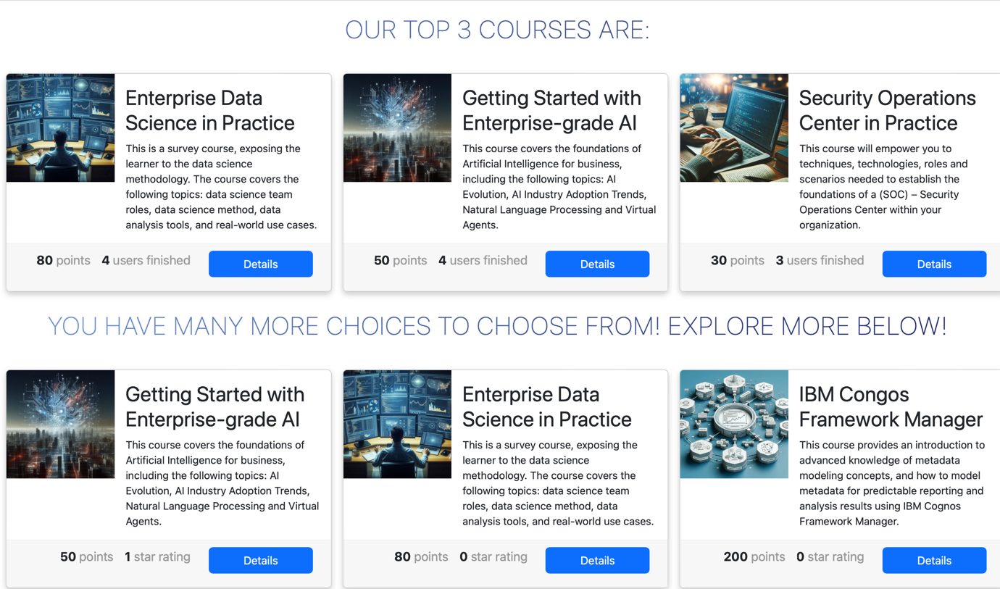 OUR TOP 3 COURSES ARE:
Enterprise Data
Science in Practice
This is a survey course, exposing the
learner to the data science
methodology. The course covers the
following topics: data science team
roles, data science method, data
analysis tools, and real-world use cases.
80 points 4 users finished Details
Getting Started with
Enterprise-grade AI
This course covers the foundations of
Artificial Intelligence for business,
including the following topics: AI
Evolution, AI Industry Adoption Trends,
Natural Language Processing and Virtual
Agents.
50 points 4 users finished Details
Security Operations
Center in Practice
This course will empower you to
techniques, technologies, roles and
scenarios needed to establish the
foundations of a (SOC) – Security
Operations Center within your
organization.
30 points 3 users finished Details
YOU HAVE MANY MORE CHOICES TO CHOOSE FROM! EXPLORE MORE BELOW!
Getting Started with
Enterprise-grade AI
This course covers the foundations of
Artificial Intelligence for business,
including the following topics: AI
Evolution, AI Industry Adoption Trends,
Natural Language Processing and Virtual
Agents.
50 points 1 star rating Details
Enterprise Data
Science in Practice
This is a survey course, exposing the
learner to the data science
methodology. The course covers the
following topics: data science team
roles, data science method, data
analysis tools, and real-world use cases.
80 points 0 star rating Details
IBM Congos
Framework Manager
This course provides an introduction to
advanced knowledge of metadata
modeling concepts, and how to model
metadata for predictable reporting and
analysis results using IBM Cognos
Framework Manager.
200 points 0 star rating Details